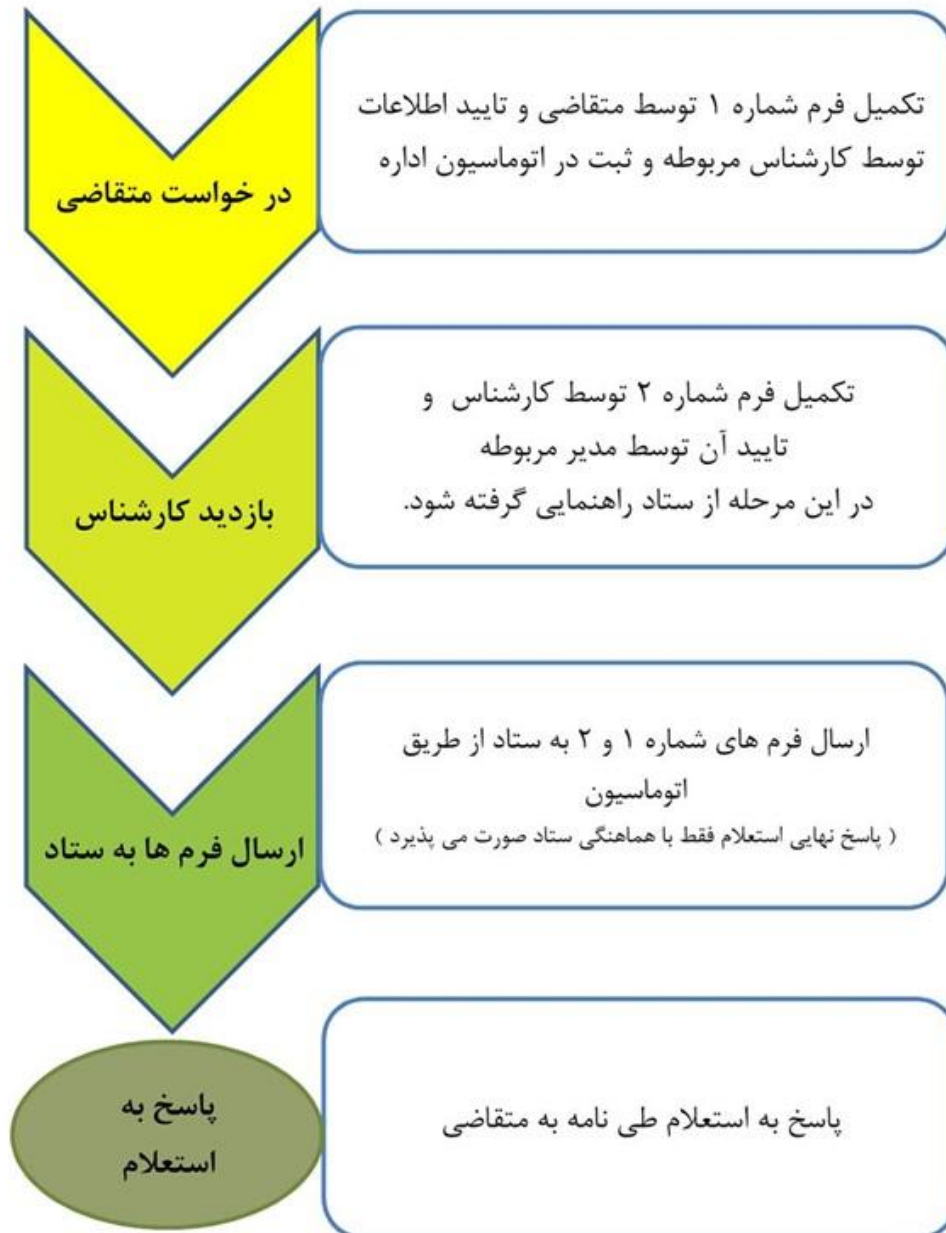 در خواست متقاضی
تکمیل فرم شماره ۱ توسط متقاضی و تایید اطلاعات
توسط کارشناس مربوطه و ثبت در اتوماسیون اداره
بازدید کارشناس
تکمیل فرم شماره ۲ توسط کارشناس و
تایید آن توسط مدیر مربوطه
در این مرحله از ستاد راهنمایی گرفته شود.
ارسال فرم ها به ستاد
ارسال فرم های شماره ۱ و ۲ به ستاد از طریق
اتوماسیون
( پاسخ نهایی استعلام فقط با هماهنگی ستاد صورت می پذیرد )
پاسخ به
استعلام
پاسخ به استعلام طی نامه به متقاضی